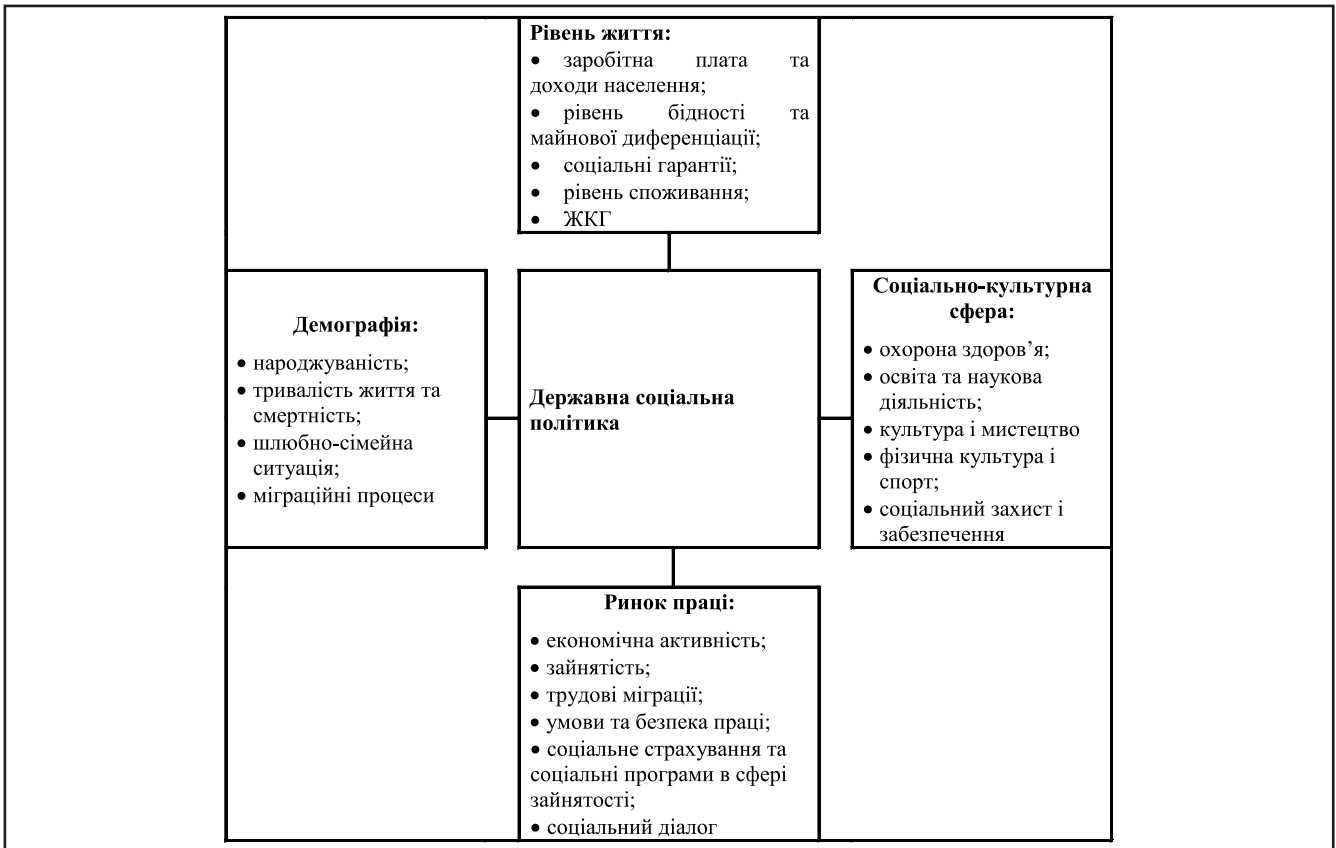 Рівень життя:
• заробітна плата та
доходи населення;
• рівень бідності та
майнової диференціації;
• соціальні гарантії;
• рівень споживання;
• ЖКГ
Демографія:
• народжуваність;
• тривалість життя та
смертність;
• шлюбно-сімейна
ситуація;
• міграційні процеси
Державна соціальна
політика
Соціально-культурна
сфера:
• охорона здоров’я;
• освіта та наукова
діяльність;
• культура і мистецтво
• фізична культура і
спорт;
• соціальний захист і
забезпечення
Ринок праці:
• економічна активність;
• зайнятість;
• трудові міграції;
• умови та безпека праці;
• соціальне страхування та
соціальні програми в сфері
зайнятості;
• соціальний діалог